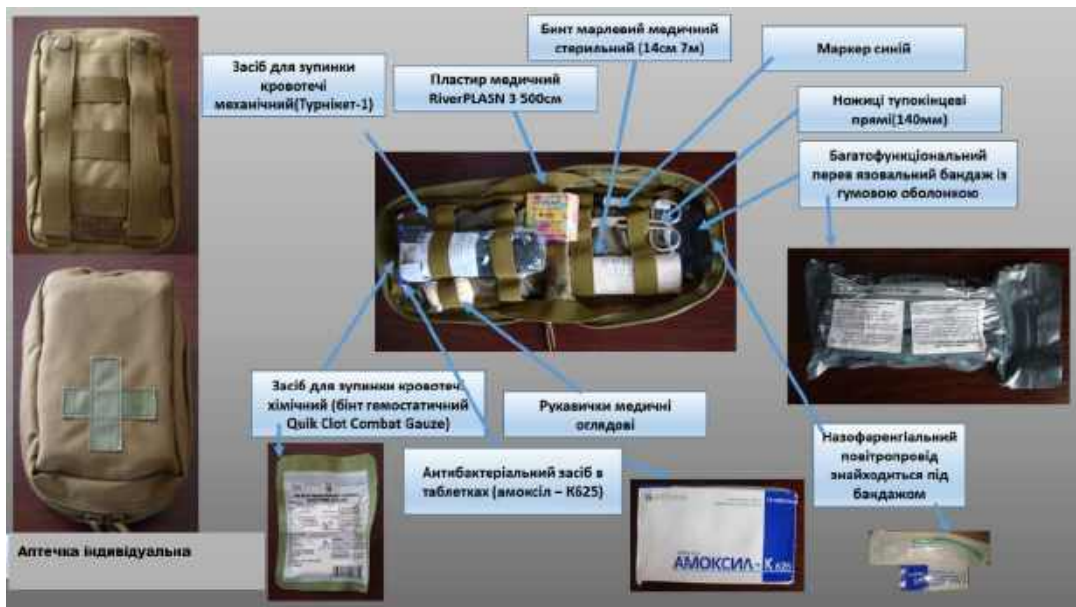 Засіб для зупинки
кровотечі
механічний(Турнікет-1)
Пластир медичний
RiverPLASN 3 500см
Бинт марлевий медичний
стерильний (14см 7м)
Маркер синій
Ножиці тупокінцеві
прямі(140мм)
Багатофункціональний
перев язовальний бандаж із
гумовою оболонкою
Засіб для зупинки кровотечі
хімічний (бінт гемостатичний
Quik Clot Combat Gauze)
Рукавички медичні
оглядові
Антибактеріальний засіб в
таблетках (амоксіл – К625)
Назофаренгіальний
повітропровід
знаходиться під
бандажом
АМОКСИЛ - К 625
Аптечка індивідуальна